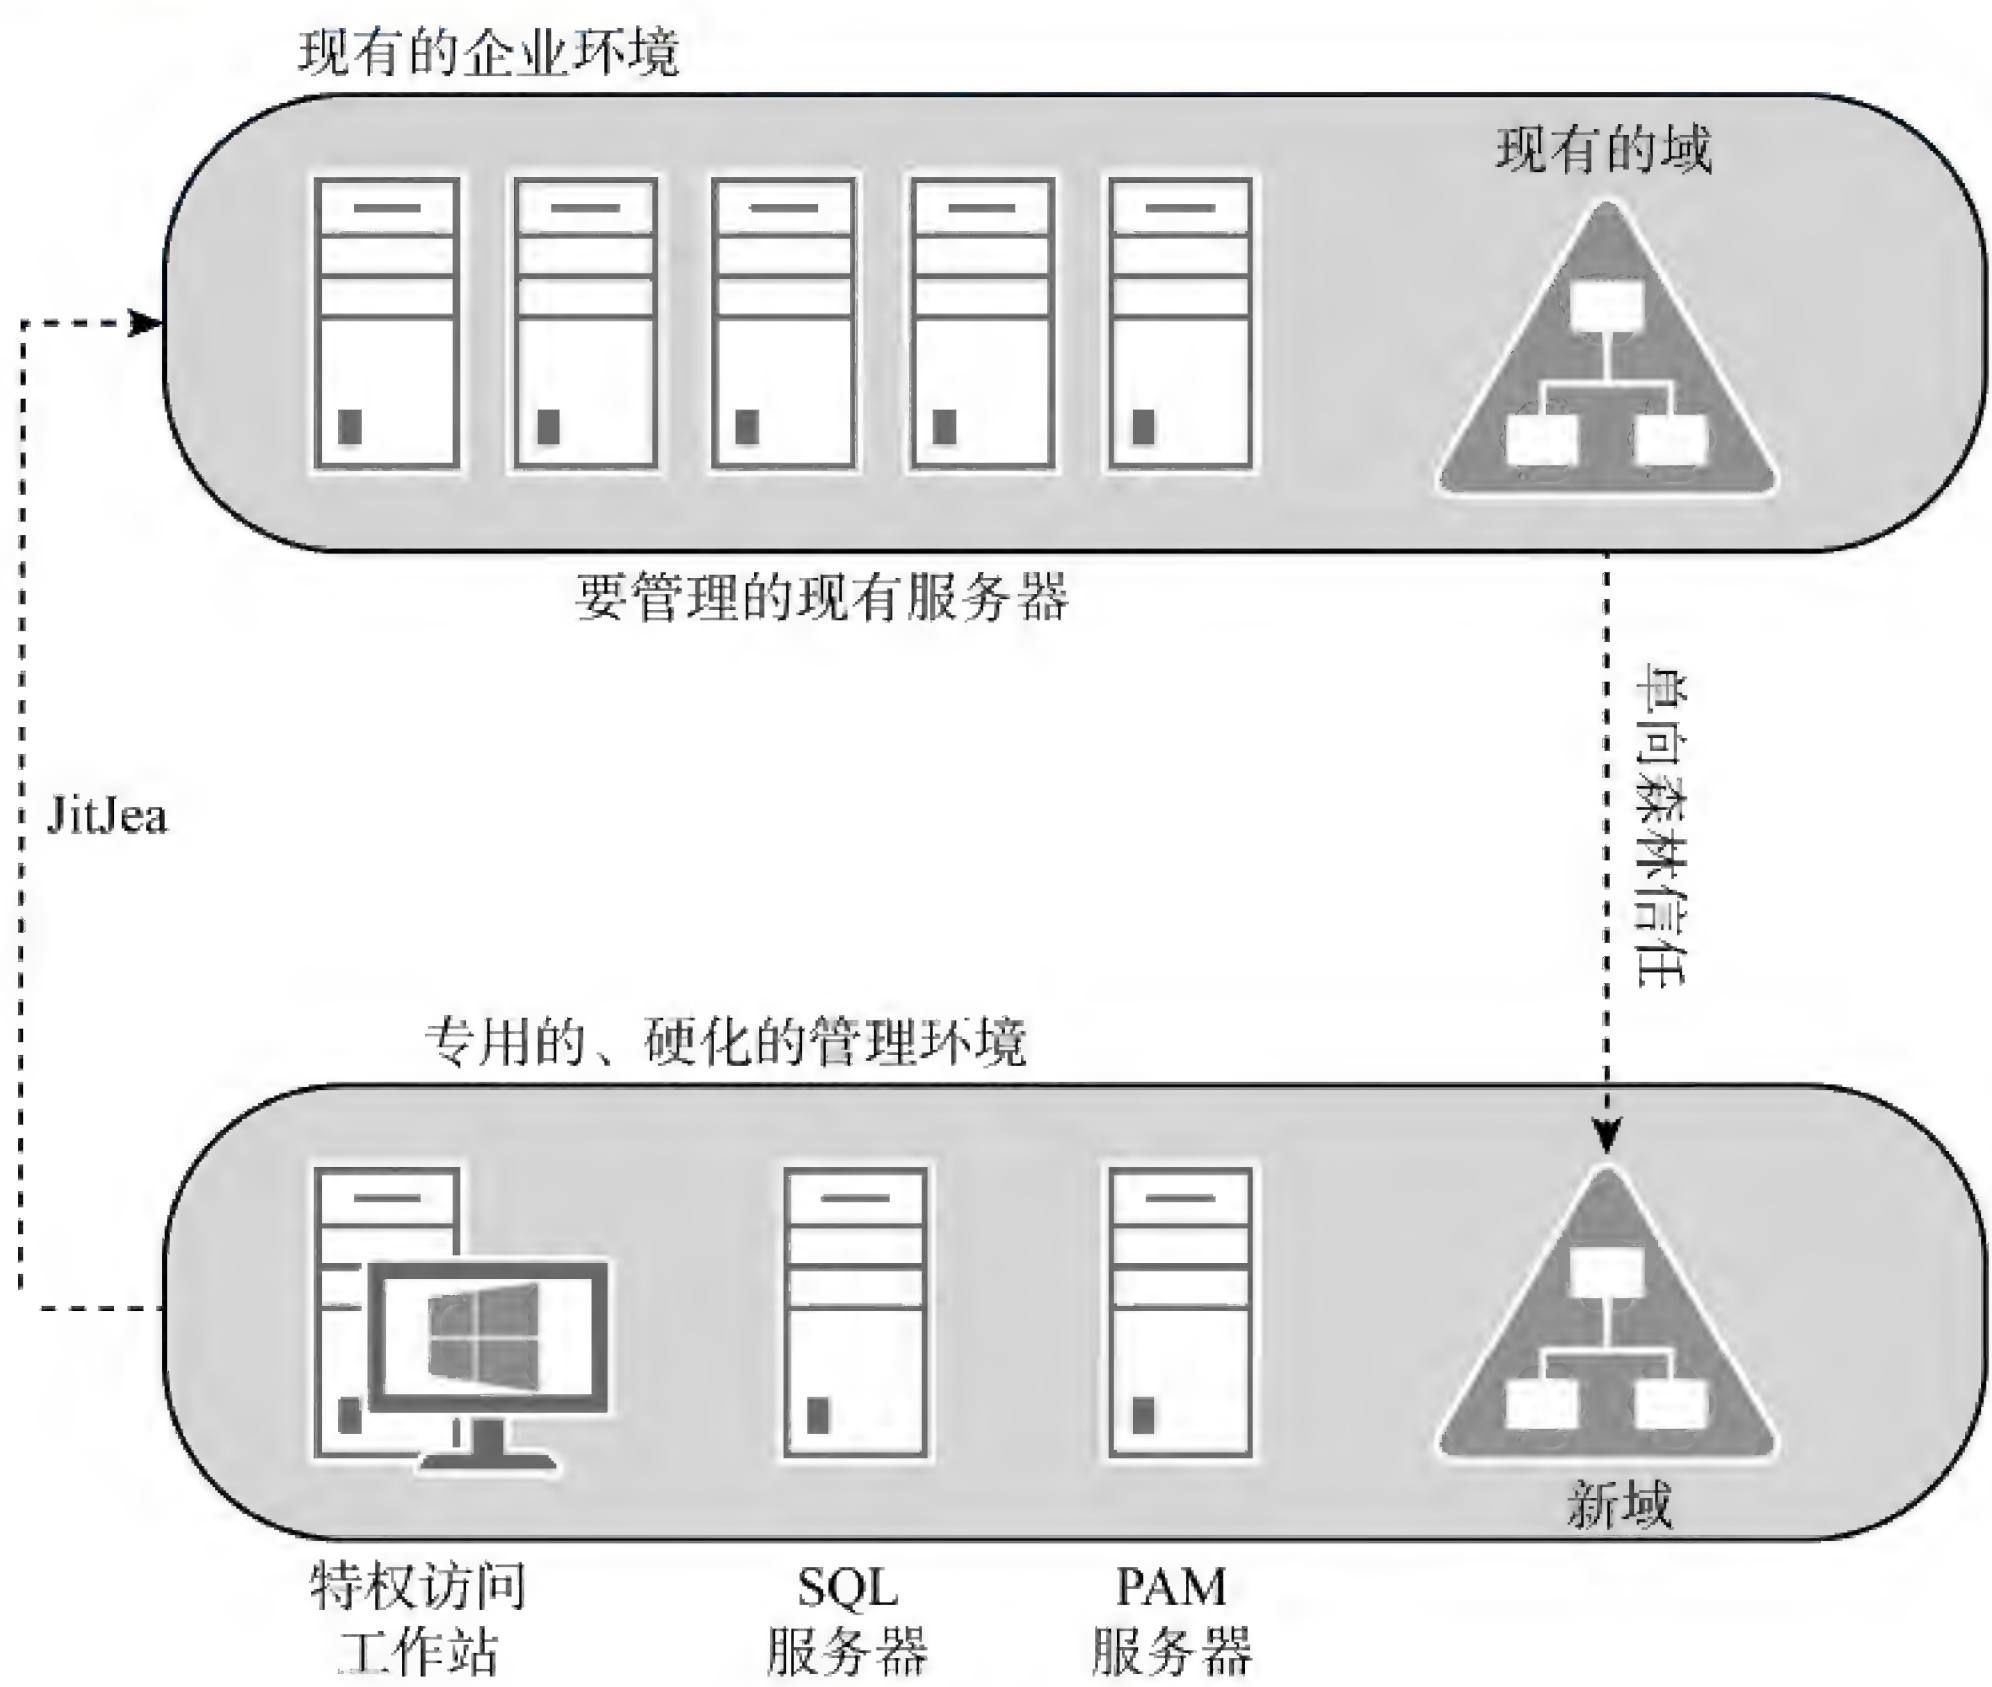 现有的企业环境
现有的域
要管理的现有服务器
单向森林信任
JitJea
专用的、硬化的管理环境
新域
特权访问
工作站
SQL
服务器
PAM
服务器